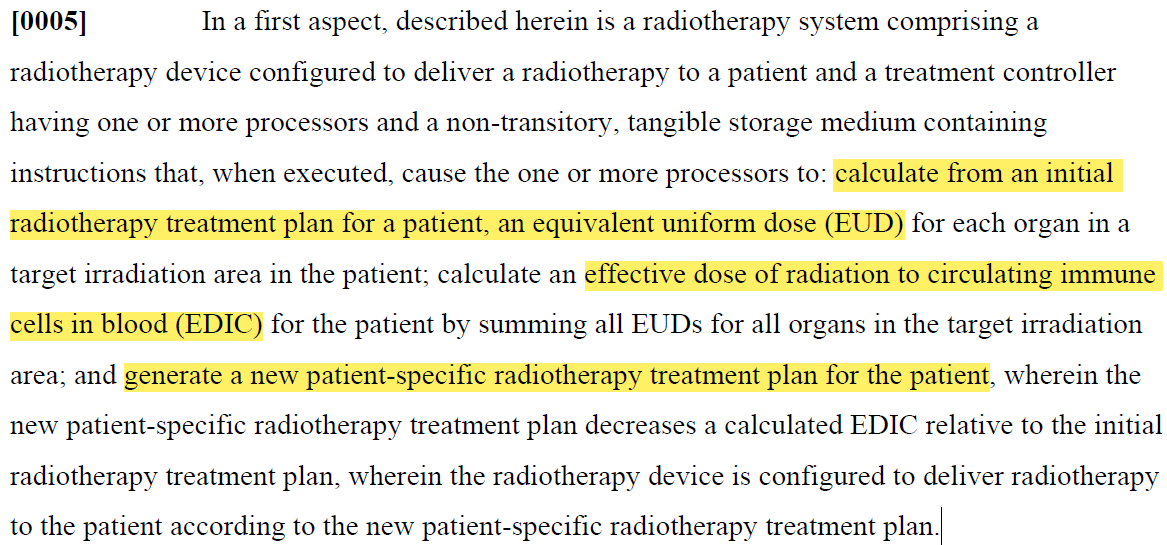 [0005] In a first aspect, described herein is a radiotherapy system comprising a
radiotherapy device configured to deliver a radiotherapy to a patient and a treatment controller
having one or more processors and a non-transitory, tangible storage medium containing
instructions that, when executed, cause the one or more processors to: calculate from an initial
radiotherapy treatment plan for a patient, an equivalent uniform dose (EUD) for each organ in a
target irradiation area in the patient; calculate an effective dose of radiation to circulating immune
cells in blood (EDIC) for the patient by summing all EUDs for all organs in the target irradiation
area; and generate a new patient-specific radiotherapy treatment plan for the patient, wherein the
new patient-specific radiotherapy treatment plan decreases a calculated EDIC relative to the initial
radiotherapy treatment plan, wherein the radiotherapy device is configured to deliver radiotherapy
to the patient according to the new patient-specific radiotherapy treatment plan.